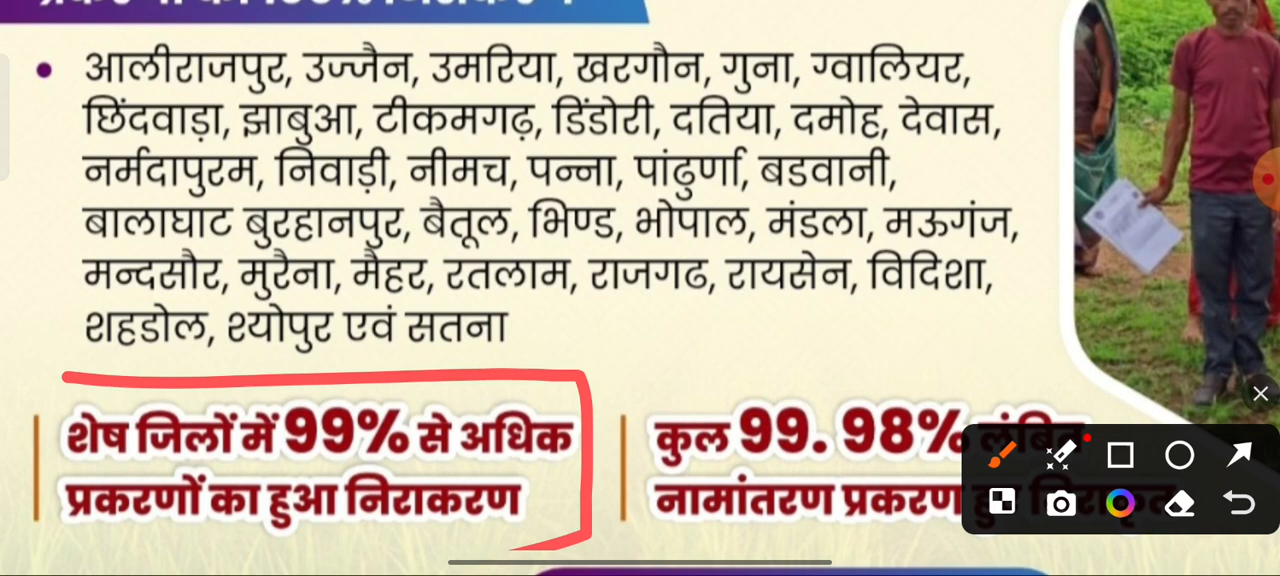 आलीराजपुर, उज्जैन, उमरिया, खरगौन, गुना, ग्वालियर,
छिंदवाड़ा, झाबुआ, टीकमगढ़, डिंडोरी, दतिया, दमोह, देवास,
नर्मदापुरम, निवाड़ी, नीमच, पन्ना, पांढुर्णा, बडवानी,
बालाघाट बुरहानपुर, बैतूल, भिण्ड, भोपाल, मंडला, मऊगंज,
मन्दसौर, मुरैना, मैहर, रतलाम, राजगढ, रायसेन, विदिशा,
शहडोल, श्योपुर एवं सतना
शेष जिलों में 99% से अधिक
प्रकरणों का हुआ निराकरण
कुल 99. 98% लंबित
नामांतरण प्रकरण